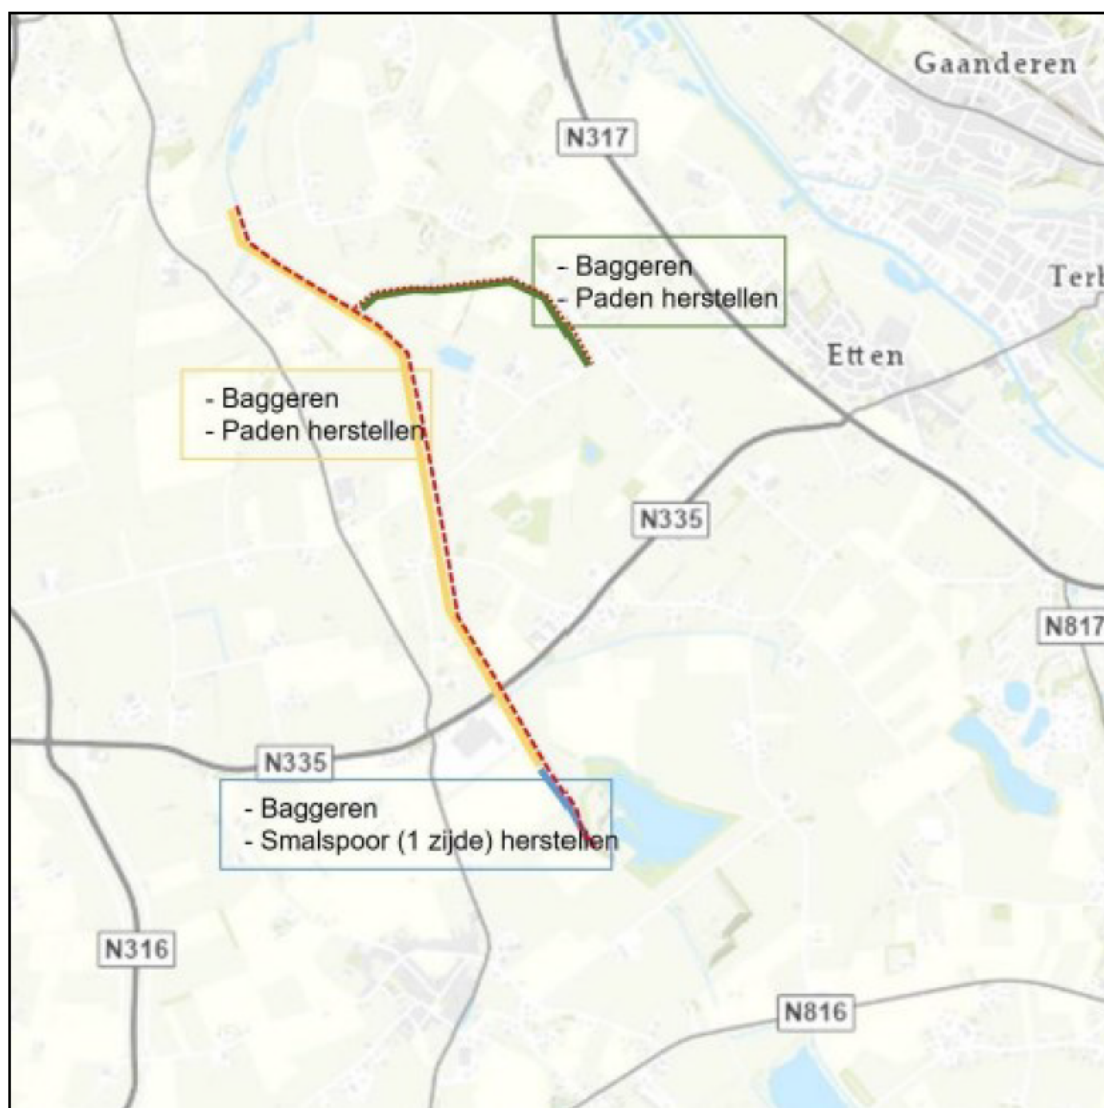 Gaanderen
N317
- Baggeren
- Paden herstellen
Terb
Etten
- Baggeren
- Paden herstellen
N335
N817
N335
- Baggeren
- Smalspoor (1 zijde) herstellen
N316
N816